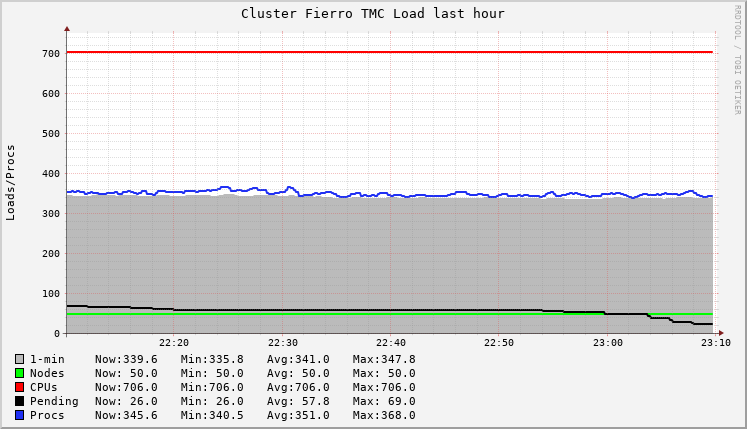 Cluster Fierro TMC Load last hour
RRDTOOL / TOBI OETIKER
Loads/Procs
700
600
500
400
300
200
100
0
22:20 22:30 22:40 22:50 23:00 23:10
1-min Now:339.6 Min:335.8 Avg:341.0 Max:347.8
Nodes Now: 50.0 Min: 50.0 Avg: 50.0 Max: 50.0
CPUs Now:706.0 Min:706.0 Avg:706.0 Max:706.0
Pending Now: 26.0 Min: 26.0 Avg: 57.8 Max: 69.0
Procs Now:345.6 Min:340.5 Avg:351.0 Max:368.0